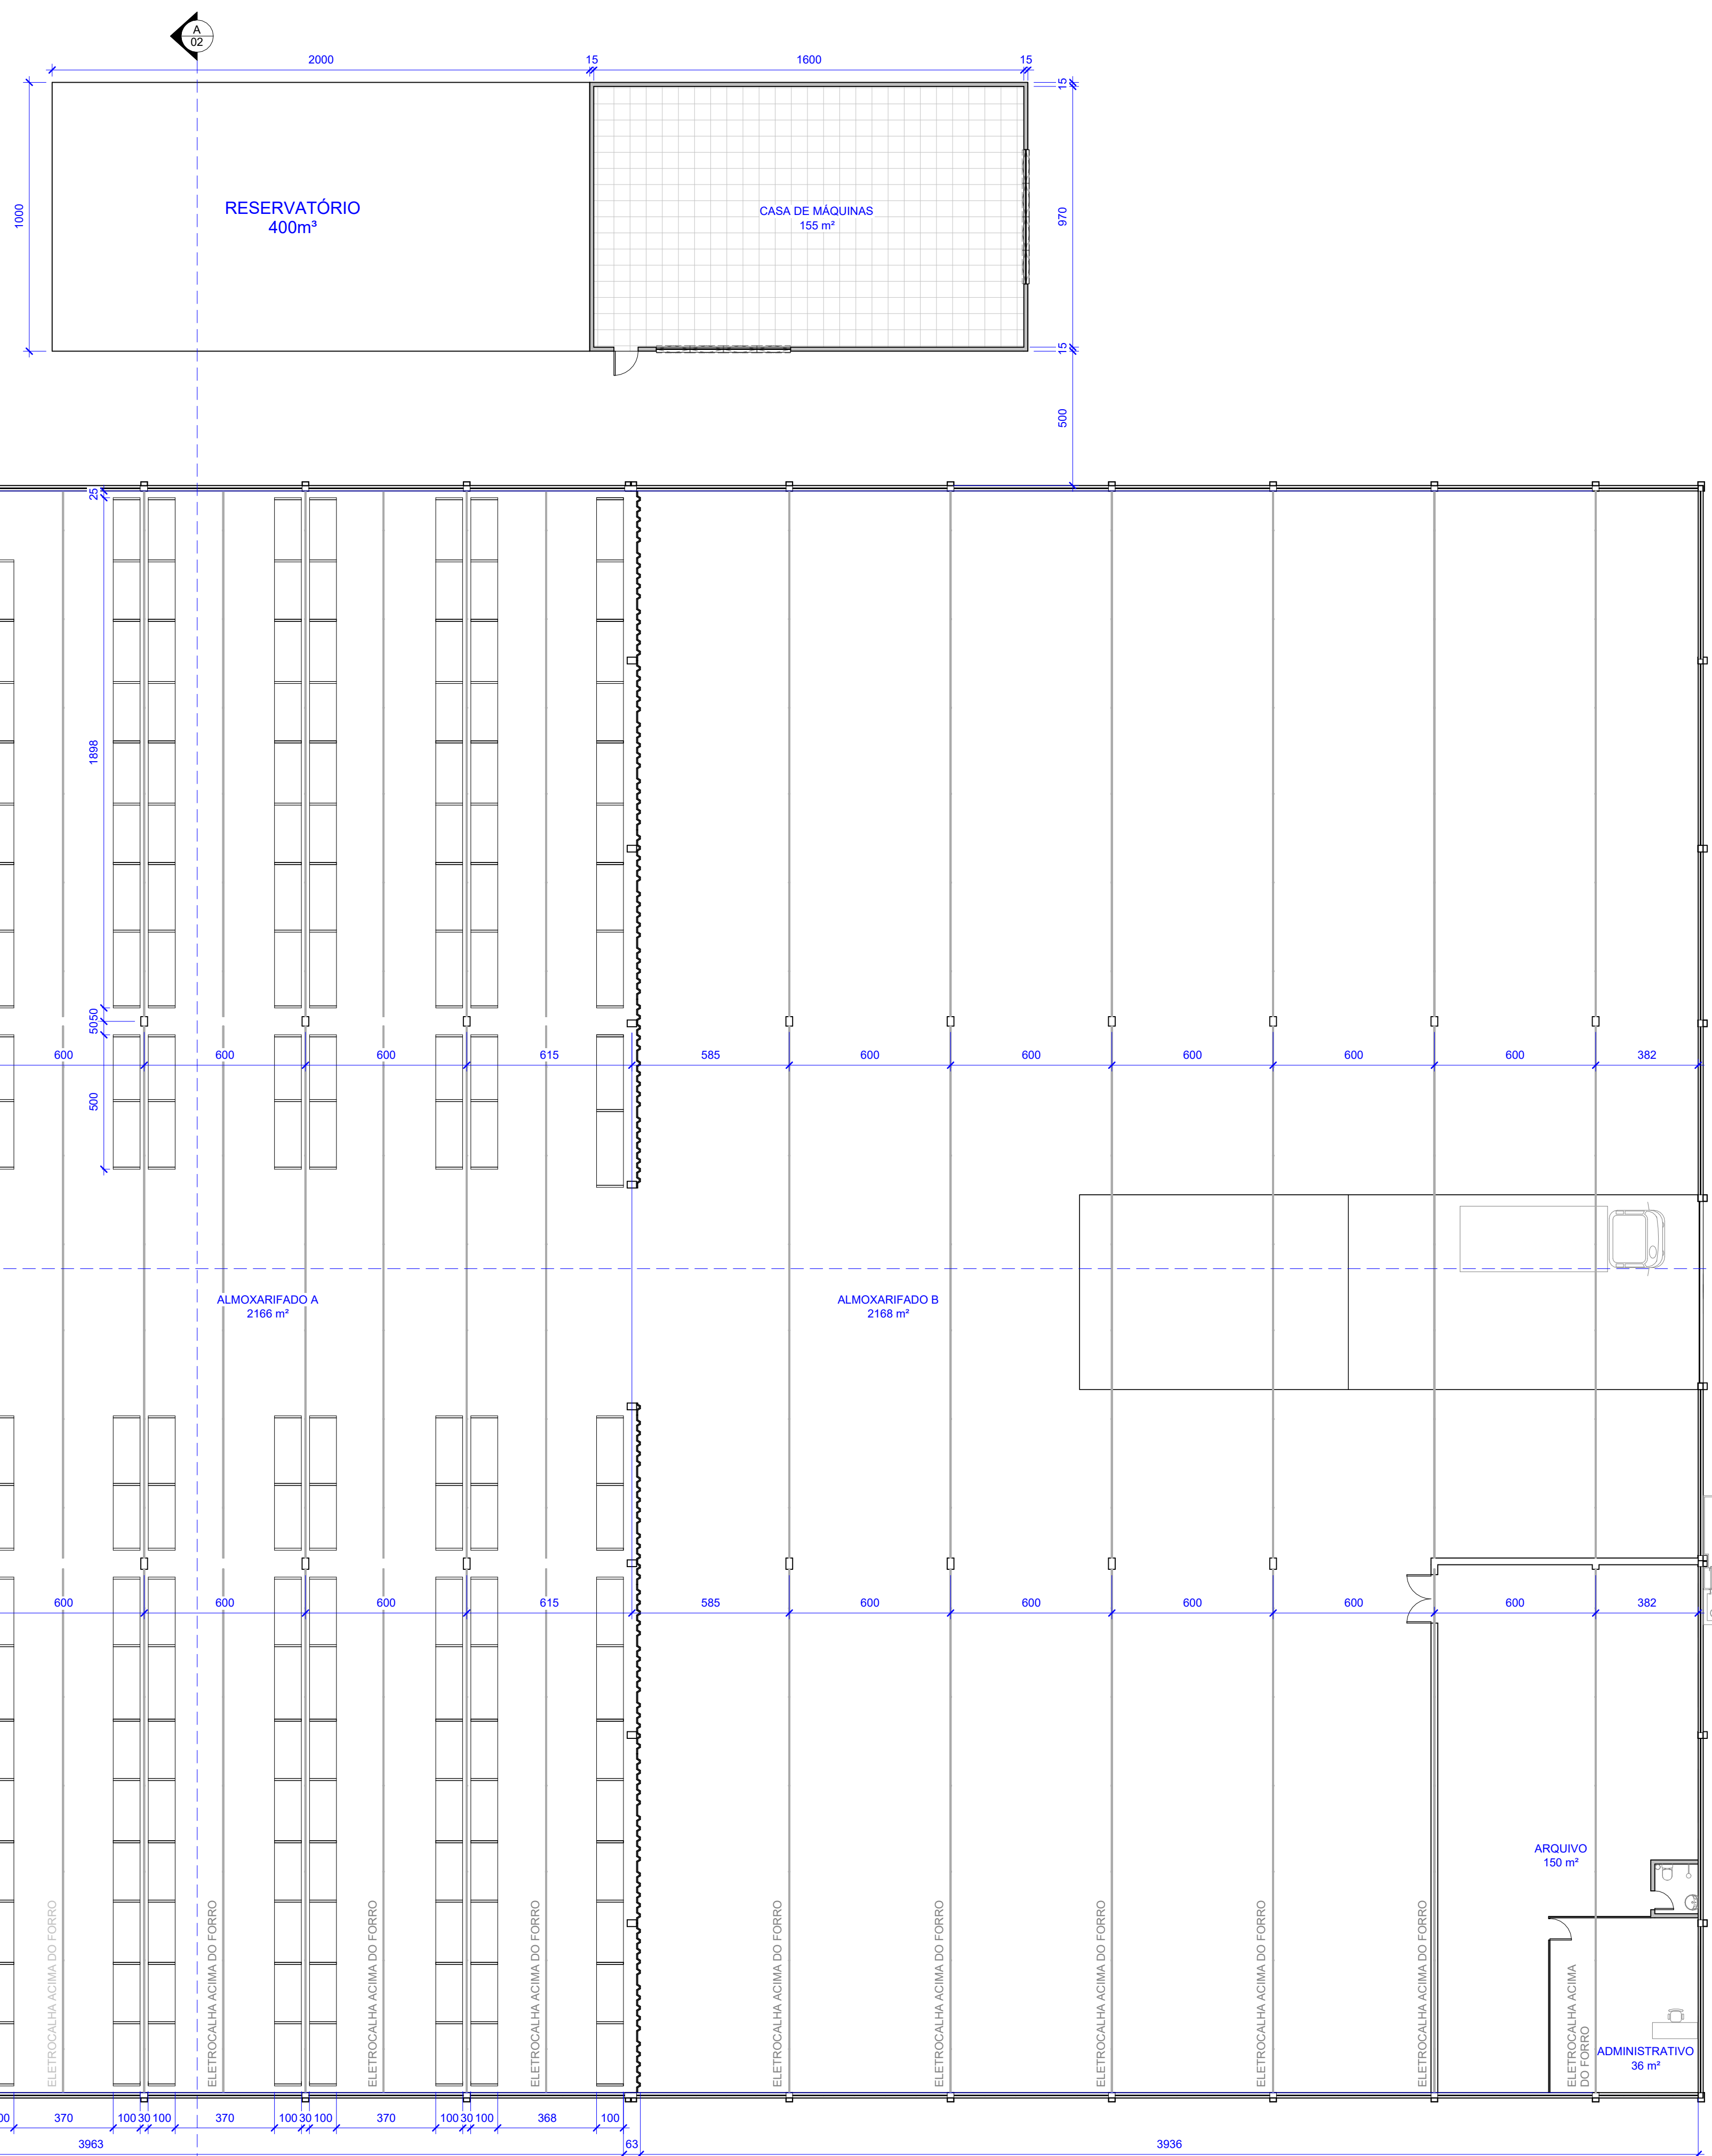 A
02
2000
15
1600
15
15
1000
RESERVATÓRIO
400m³
CASA DE MÁQUINAS
155 m²
970
15
500
25
1898
50
50
600
600
600
615
585
600
600
600
600
600
382
500
ALMOXARIFADO A
2166 m²
ALMOXARIFADO B
2168 m²
600
600
600
615
585
600
600
600
600
600
382
ARQUIVO
150 m²
ELETROCALHA ACIMA DO FORRO
ELETROCALHA ACIMA DO FORRO
ELETROCALHA ACIMA DO FORRO
ELETROCALHA ACIMA DO FORRO
ELETROCALHA ACIMA DO FORRO
ELETROCALHA ACIMA DO FORRO
ELETROCALHA ACIMA DO FORRO
ELETROCALHA ACIMA DO FORRO
ELETROCALHA ACIMA DO FORRO
ELETROCALHA ACIMA
DO FORRO
ADMINISTRATIVO
36 m²
370
100
30
100
370
100
30
100
370
100
30
100
368
100
3963
63
3936